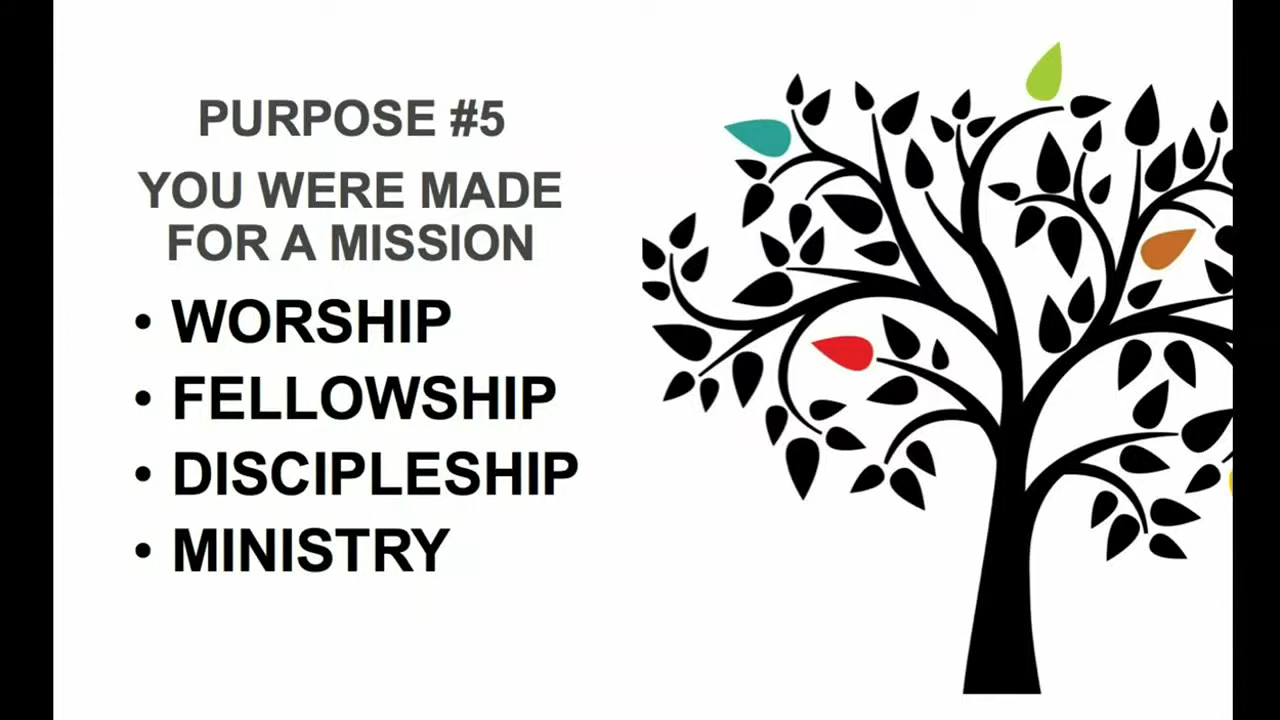 PURPOSE #5
YOU WERE MADE
FOR A MISSION
• WORSHIP
• FELLOWSHIP
• DISCIPLESHIP
• MINISTRY